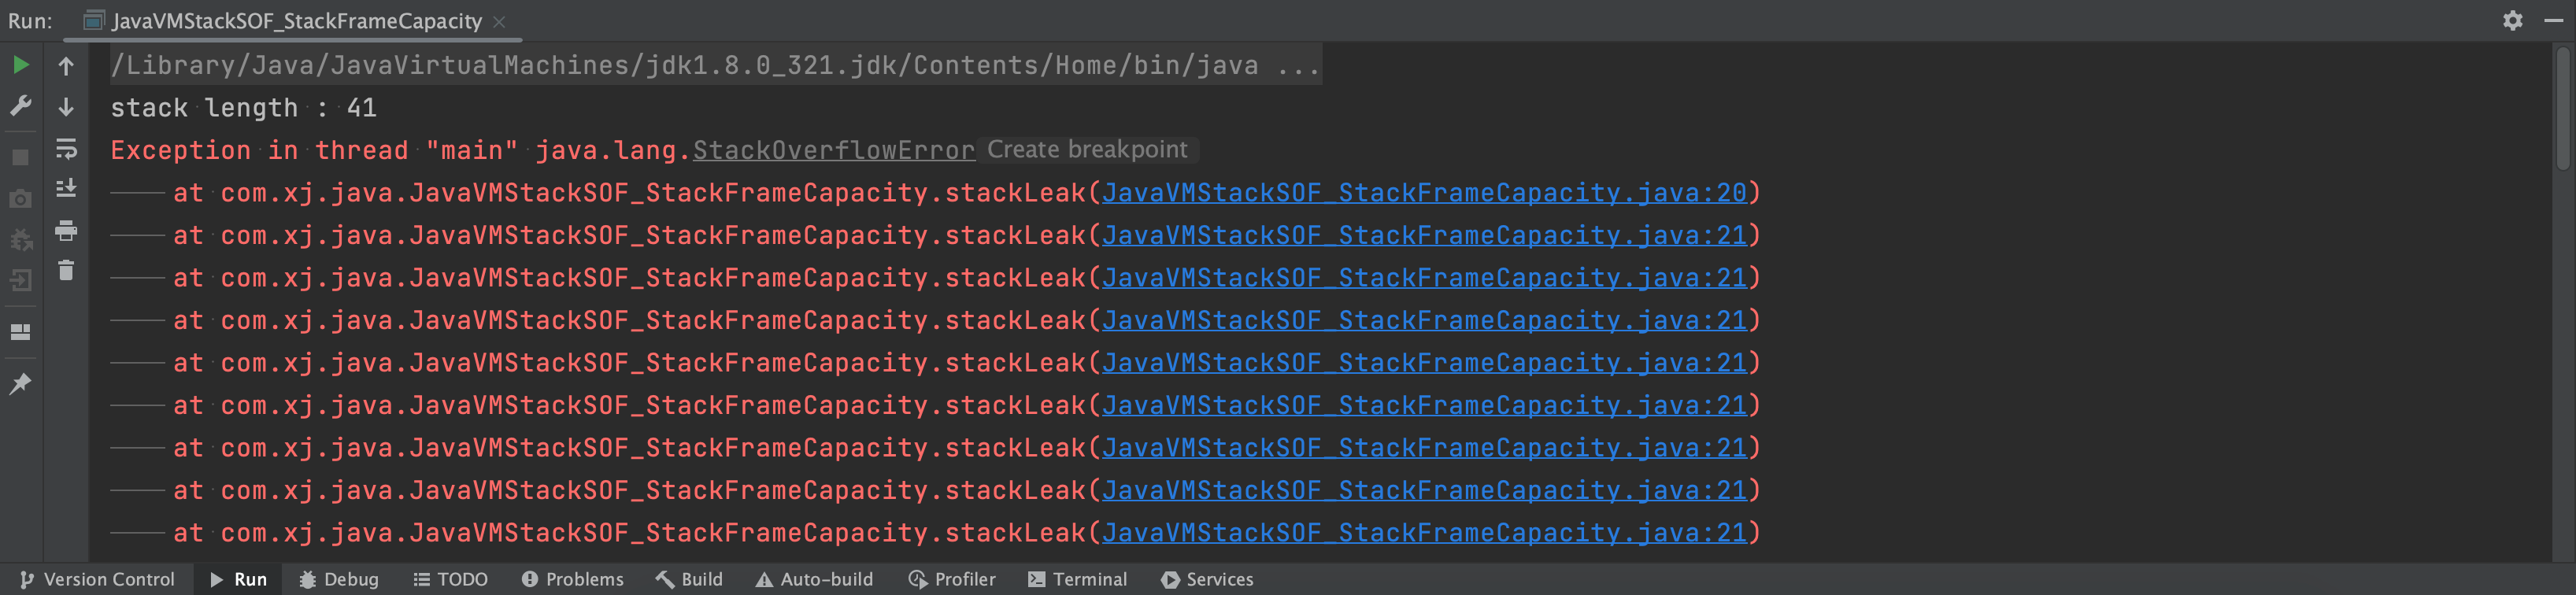 Run: JavaVMStackSOF_StackFrameCapacity
/Library/Java/JavaVirtualMachines/jdk1.8.0_321.jdk/Contents/Home/bin/java ...
stack length : 41
Exception in thread "main" java.lang.StackOverflowError Create breakpoint
at com.xj.java.JavaVMStackSOF_StackFrameCapacity.stackLeak(JavaVMStackSOF_StackFrameCapacity.java:20)
at com.xj.java.JavaVMStackSOF_StackFrameCapacity.stackLeak(JavaVMStackSOF_StackFrameCapacity.java:21)
at com.xj.java.JavaVMStackSOF_StackFrameCapacity.stackLeak(JavaVMStackSOF_StackFrameCapacity.java:21)
at com.xj.java.JavaVMStackSOF_StackFrameCapacity.stackLeak(JavaVMStackSOF_StackFrameCapacity.java:21)
at com.xj.java.JavaVMStackSOF_StackFrameCapacity.stackLeak(JavaVMStackSOF_StackFrameCapacity.java:21)
at com.xj.java.JavaVMStackSOF_StackFrameCapacity.stackLeak(JavaVMStackSOF_StackFrameCapacity.java:21)
at com.xj.java.JavaVMStackSOF_StackFrameCapacity.stackLeak(JavaVMStackSOF_StackFrameCapacity.java:21)
at com.xj.java.JavaVMStackSOF_StackFrameCapacity.stackLeak(JavaVMStackSOF_StackFrameCapacity.java:21)
at com.xj.java.JavaVMStackSOF_StackFrameCapacity.stackLeak(JavaVMStackSOF_StackFrameCapacity.java:21)
Version Control Run Debug TODO Problems Build Auto-build Profiler Terminal Services